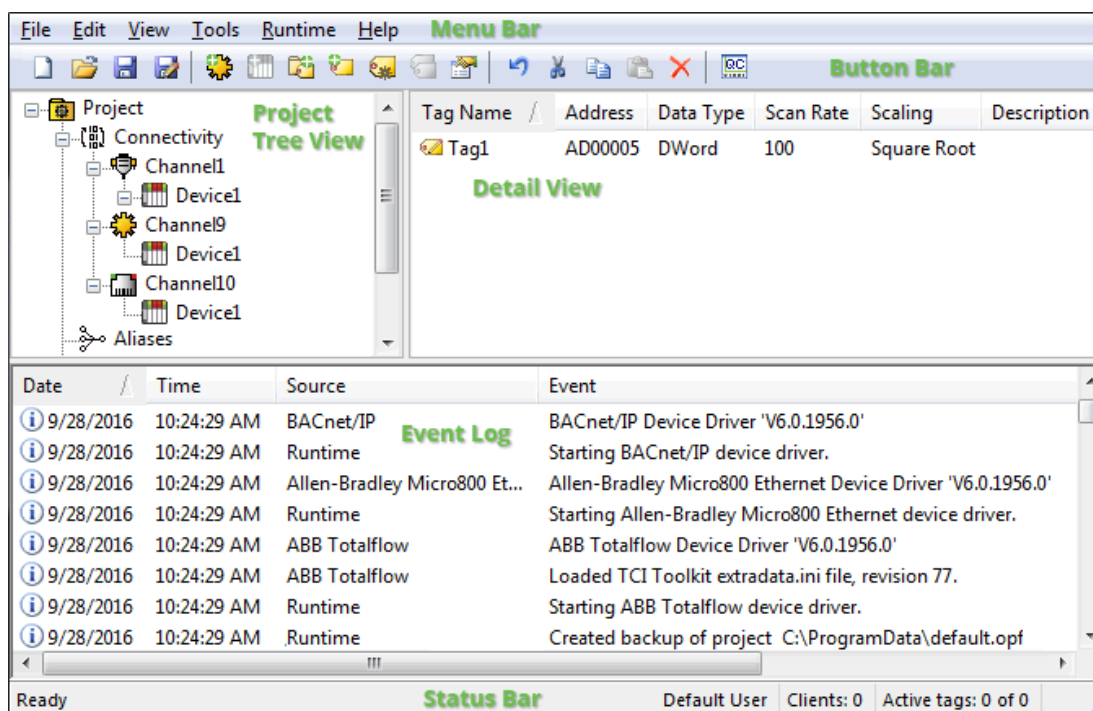 File Edit View Tools Runtime Help Menu Bar
QC Button Bar
Project
Connectivity
Channel1
Device1
Channel9
Device1
Channel10
Device1
Aliases
Project
Tree View
Tag Name Address Data Type Scan Rate Scaling Description
Tag1 AD00005 DWord 100 Square Root
Detail View
Date Time Source Event
9/28/2016 10:24:29 AM BACnet/IP BACnet/IP Device Driver 'V6.0.1956.0'
Event Log
9/28/2016 10:24:29 AM Runtime Starting BACnet/IP device driver.
9/28/2016 10:24:29 AM Allen-Bradley Micro800 Et... Allen-Bradley Micro800 Ethernet Device Driver 'V6.0.1956.0'
9/28/2016 10:24:29 AM Runtime Starting Allen-Bradley Micro800 Ethernet device driver.
9/28/2016 10:24:29 AM ABB Totalflow ABB Totalflow Device Driver 'V6.0.1956.0'
9/28/2016 10:24:29 AM ABB Totalflow Loaded TCI Toolkit extradata.ini file, revision 77.
9/28/2016 10:24:29 AM Runtime Starting ABB Totalflow device driver.
9/28/2016 10:24:29 AM Runtime Created backup of project C:\ProgramData\default.opf
Ready Status Bar Default User Clients: 0 Active tags: 0 of 0